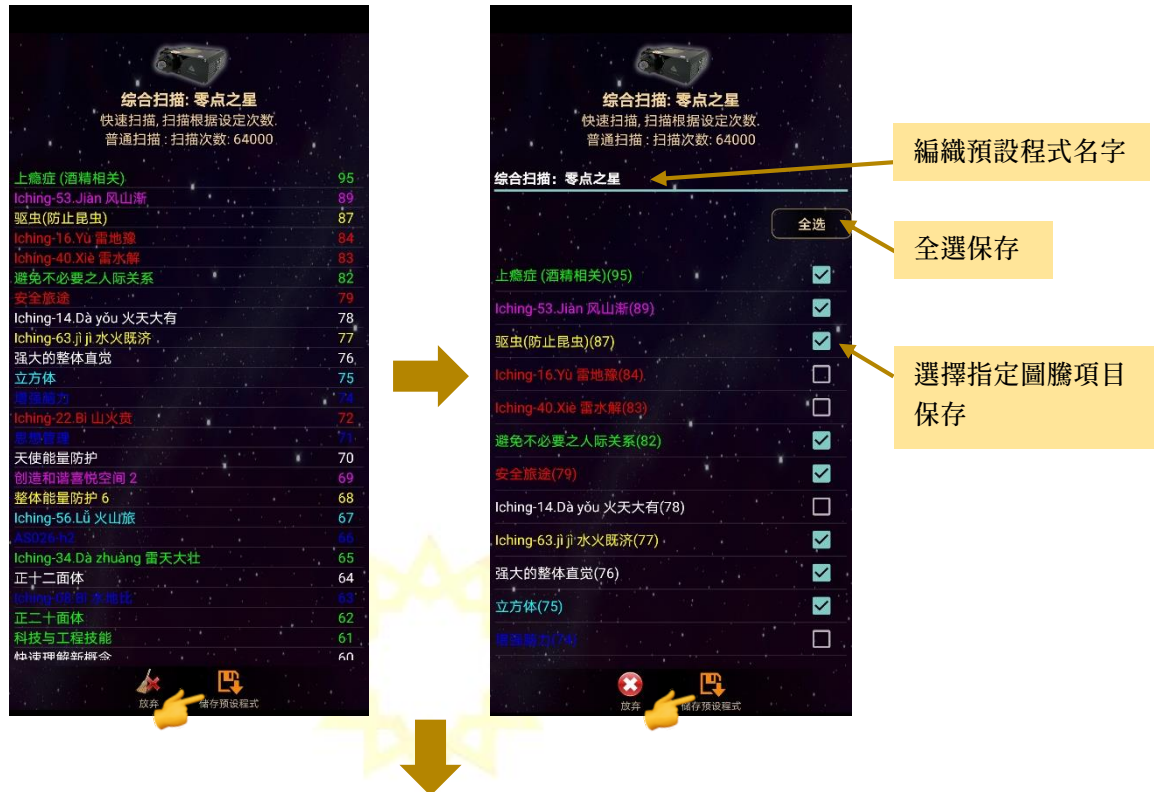 综合扫描: 零点之星
快速扫描, 扫描根据设定次数.
普通扫描 : 扫描次数: 64000
上瘾症 (酒精相关) 95
Iching-53.Jiàn 风山渐 89
驱虫(防止昆虫) 87
Iching-16.Yù 雷地豫 84
Iching-40.Xiè 雷水解 83
避免不必要之人际关系 82
安全旅途 79
Iching-14.Dà yǒu 火天大有 78
Iching-63.jì jì 水火既济 77
强大的整体直觉 76
立方体 75
74
Iching-22.Bì 山火贲 72
思想管理 71
天使能量防护 70
创造和谐喜悦空间 2 69
整体能量防护 6 68
Iching-56.Lǚ 火山旅 67
AS026-h2 66
Iching-34.Dà zhuàng 雷天大壮 65
正十二面体 64
63
正二十面体 62
科技与工程技能 61
快速理解新概念 60
放弃
储存预设程式
综合扫描: 零点之星
快速扫描, 扫描根据设定次数.
普通扫描 : 扫描次数: 64000
综合扫描: 零点之星
全选
上瘾症 (酒精相关)(95)
Iching-53.Jiàn 风山渐(89)
驱虫(防止昆虫)(87)
Iching-16.Yù 雷地豫(84)
Iching-40.Xiè 雷水解(83)
避免不必要之人际关系(82)
安全旅途(79)
Iching-14.Dà yǒu 火天大有(78)
Iching-63.jì jì 水火既济(77)
强大的整体直觉(76)
立方体(75)
放弃
储存预设程式
編織預設程式名字
全選保存
選擇指定圖騰項目
保存